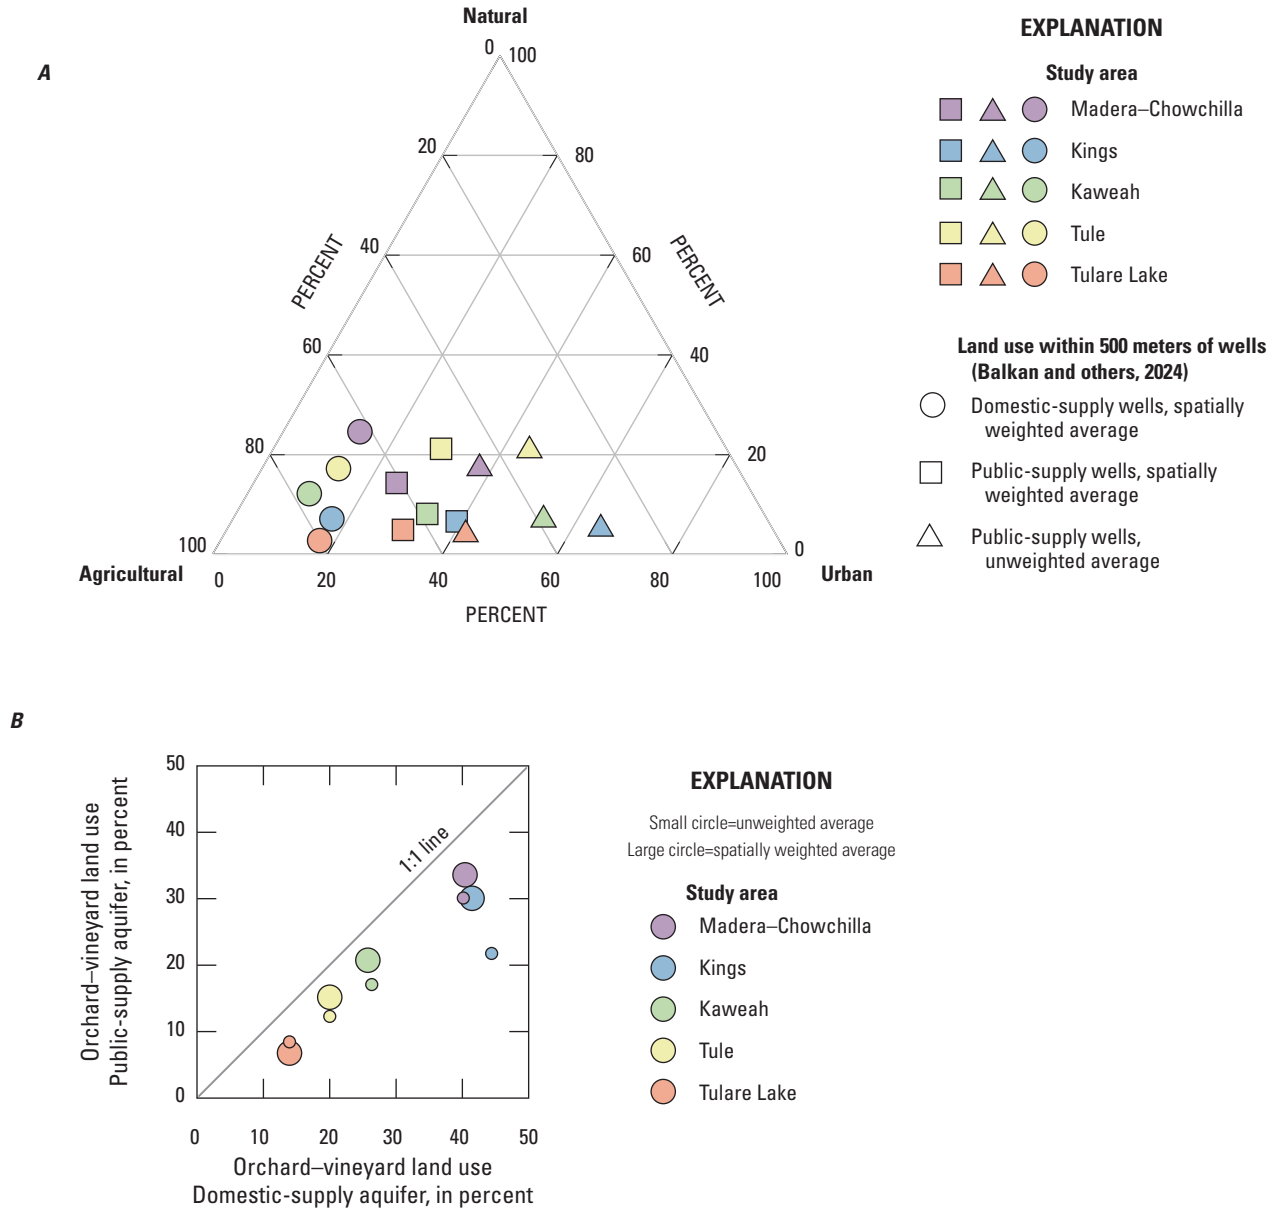 A
Natural
0 100
20 80
40 60
PERCENT PERCENT
60 40
80 20
100 0
Agricultural Urban
0 20 40 60 80 100
PERCENT
EXPLANATION
Study area
Madera–Chowchilla
Kings
Kaweah
Tule
Tulare Lake
Land use within 500 meters of wells
(Balkan and others, 2024)
Domestic-supply wells, spatially
weighted average
Public-supply wells, spatially
weighted average
Public-supply wells,
unweighted average
B
Orchard–vineyard land use
Public-supply aquifer, in percent
50
40
30
20
10
0
1:1 line
0 10 20 30 40 50
Orchard–vineyard land use
Domestic-supply aquifer, in percent
EXPLANATION
Small circle=unweighted average
Large circle=spatially weighted average
Study area
Madera–Chowchilla
Kings
Kaweah
Tule
Tulare Lake